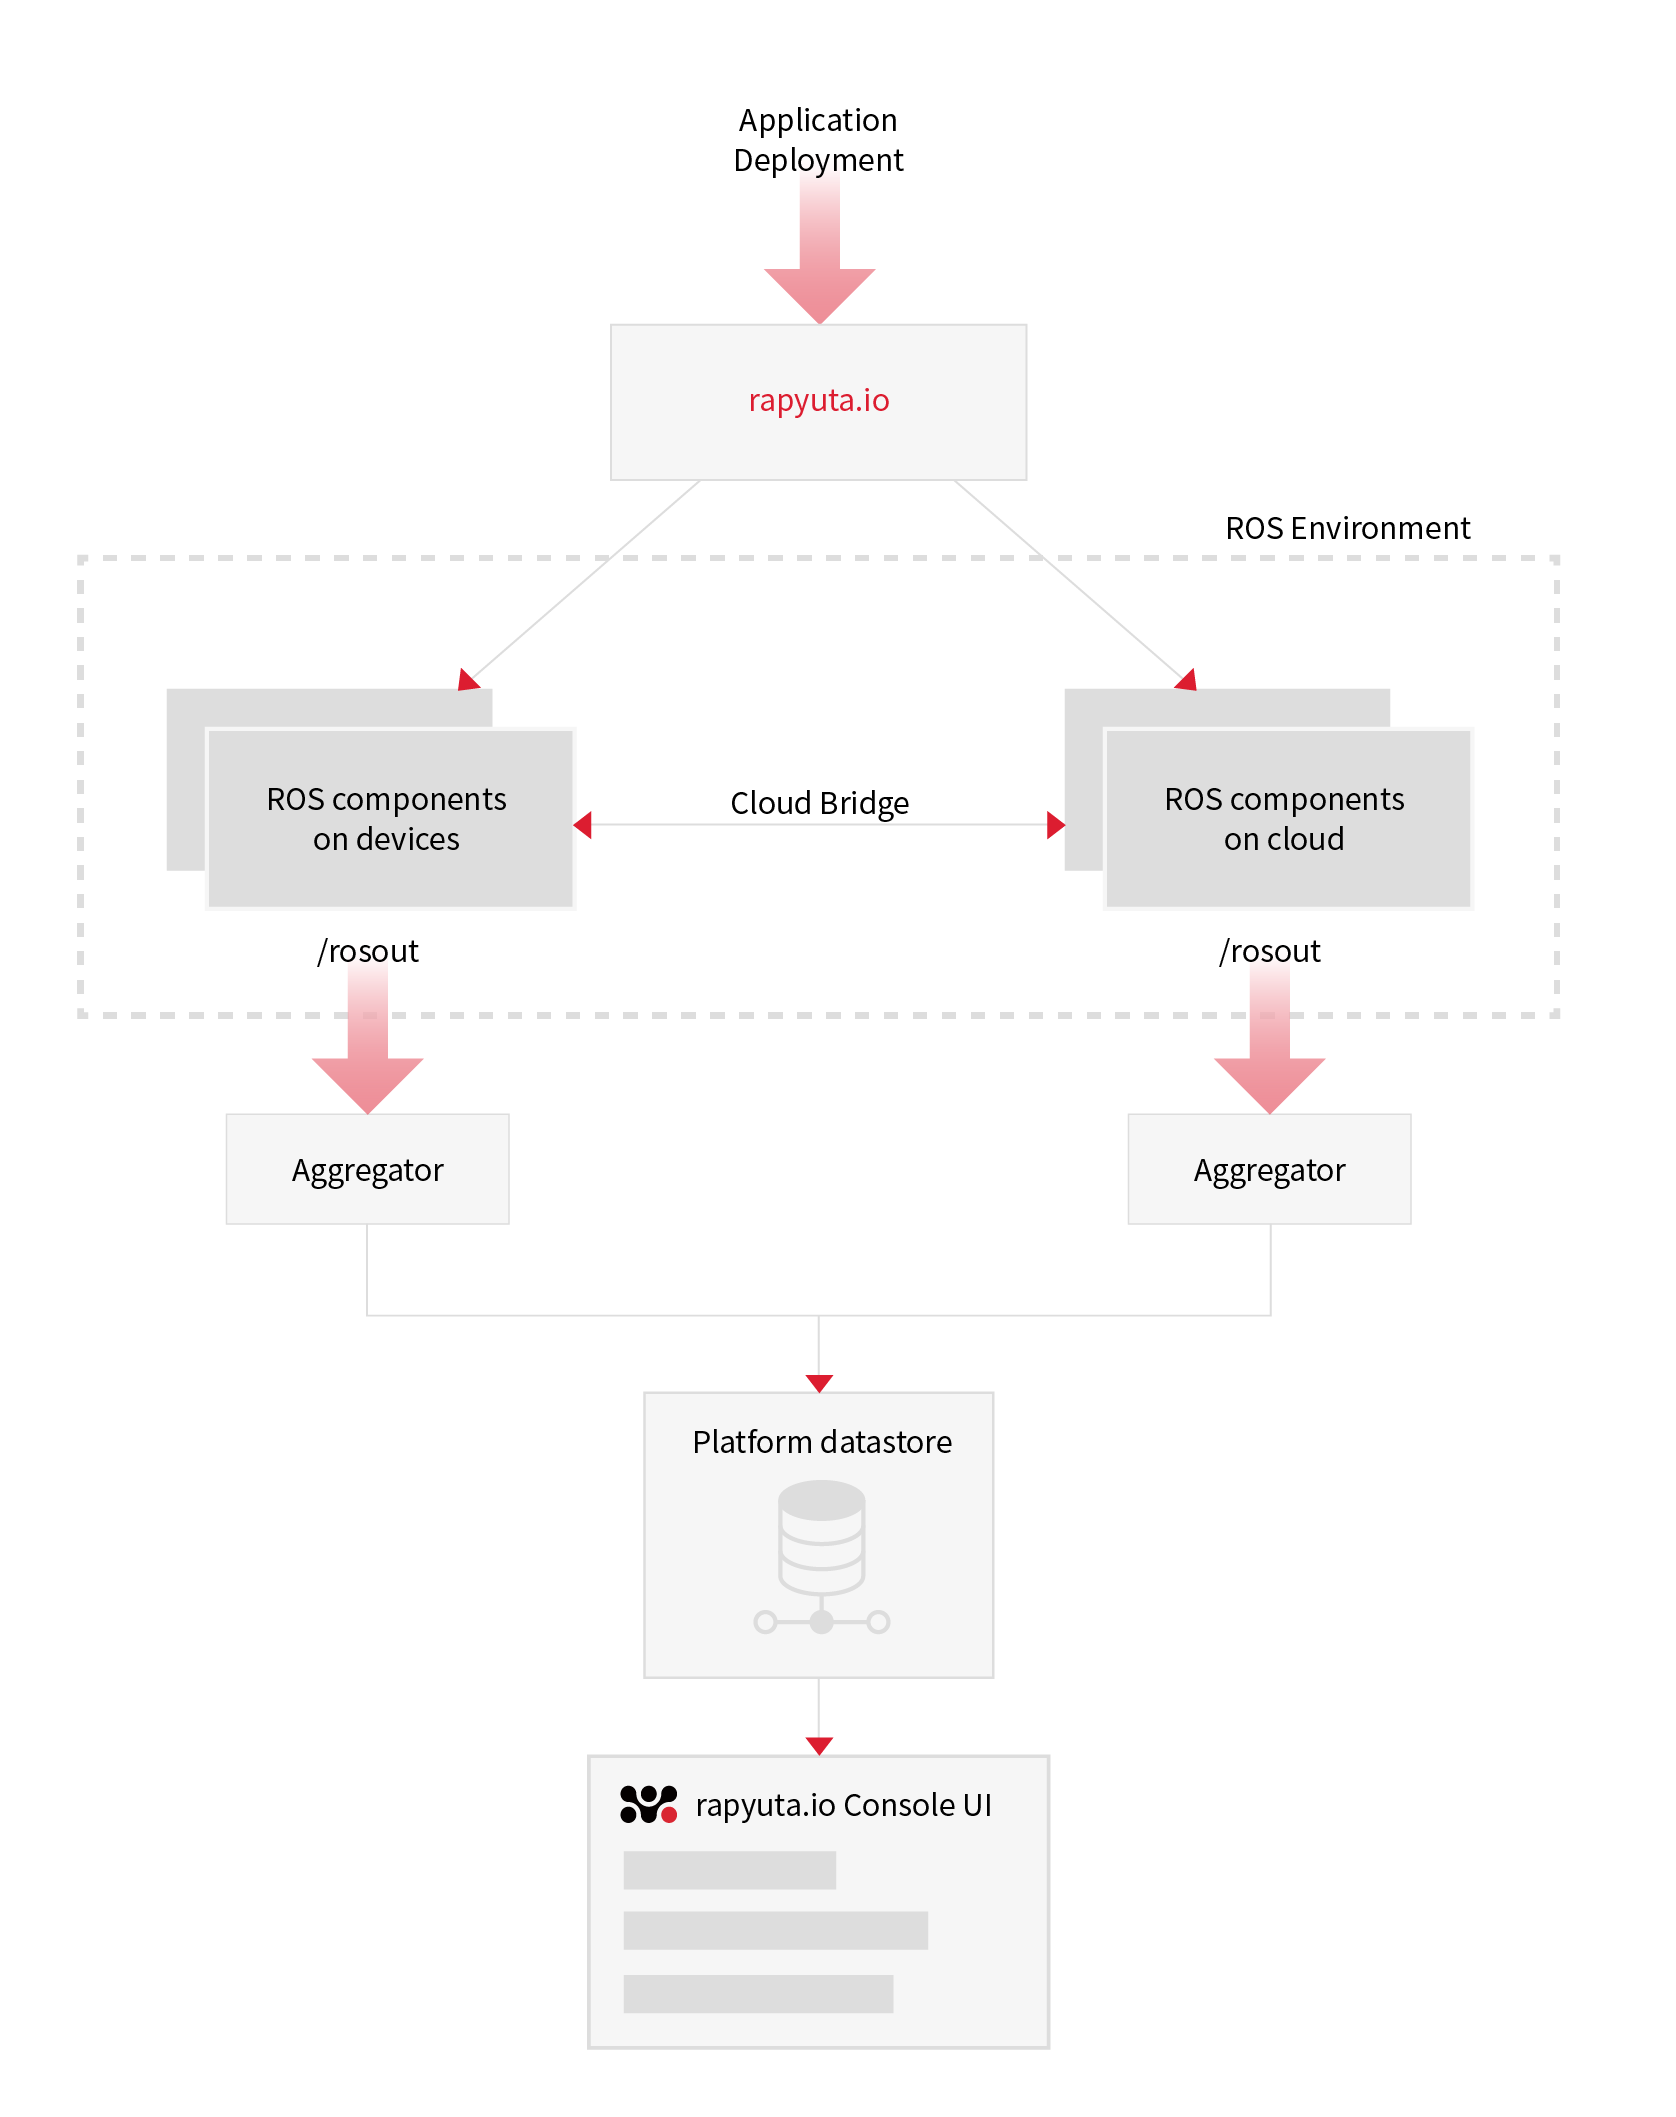 Application
Deployment
rapyuta.io
ROS Environment
ROS components
on devices
Cloud Bridge
ROS components
on cloud
/rosout
/rosout
Aggregator
Aggregator
Platform datastore
rapyuta.io Console UI